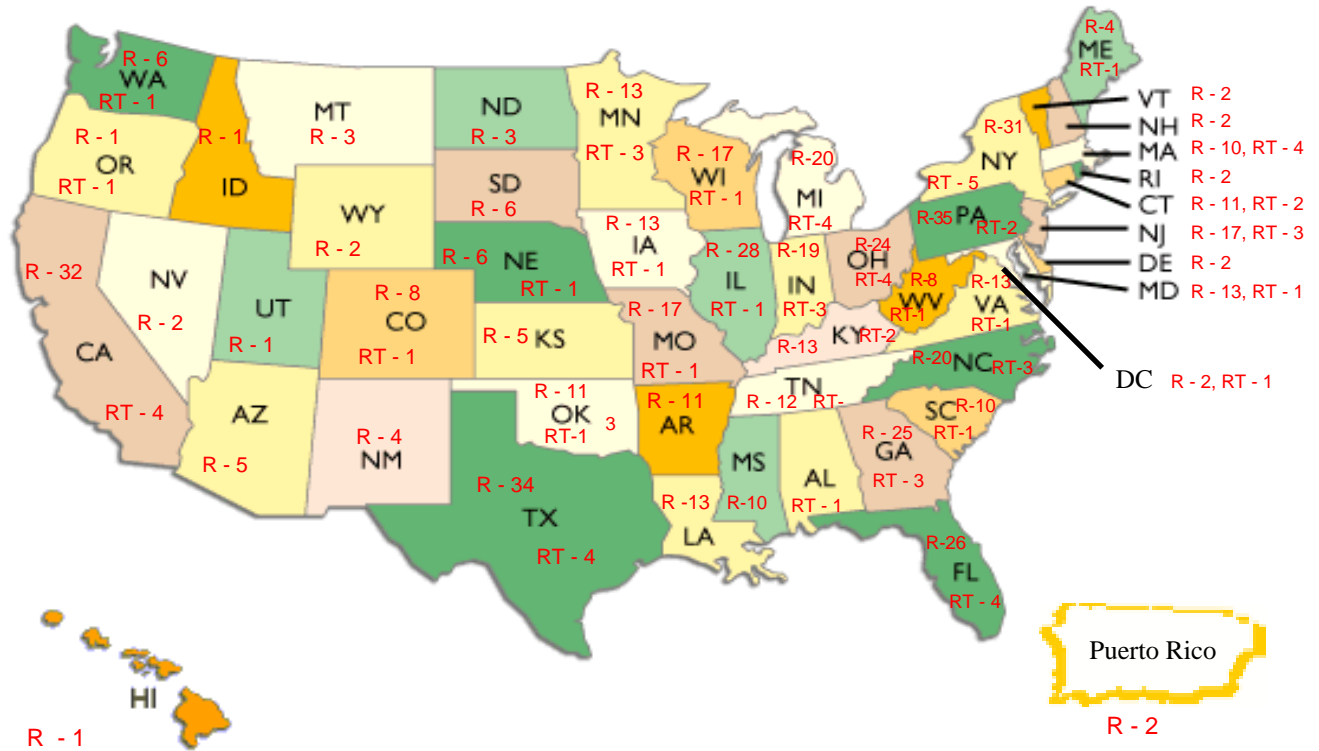 R - 6
WA
RT - 1
R - 1
OR
RT - 1
R - 1
ID
MT
R - 3
ND
R - 3
R - 13
MN
RT - 3
SD
R - 6
WY
R - 2
R - 17
WI
RT - 1
R-20
MI
RT-4
R - 13
IA
RT - 1
R - 6
NE
RT - 1
R - 32
CA
RT - 4
NV
R - 2
UT
R - 1
R - 8
CO
RT - 1
R - 5 KS
R - 17
MO
RT - 1
R - 28
IL
RT - 1
R-19
IN
RT-3
R-24
OH
RT-4
R-35
PA
RT-2
R-31
NY
RT - 5
R-4
ME
RT-1
VT R - 2
NH R - 2
MA R - 10, RT - 4
RI R - 2
CT R - 11, RT - 2
NJ R - 17, RT - 3
DE R - 2
MD R - 13, RT - 1
DC R - 2, RT - 1
R-8
WV
RT-1
R-13
VA
RT-1
R-13
KY
RT-2
R-20
NC
RT-3
TN
R - 12 RT-
3
R-10
SC
RT-1
R - 25
GA
RT - 3
AL
RT - 1
MS
R-10
R - 11
AR
R - 11
OK
RT-1
AZ
R - 5
R - 4
NM
R - 34
TX
RT - 4
R -13
LA
R-26
FL
RT - 4
HI
R - 1
Puerto Rico
R - 2